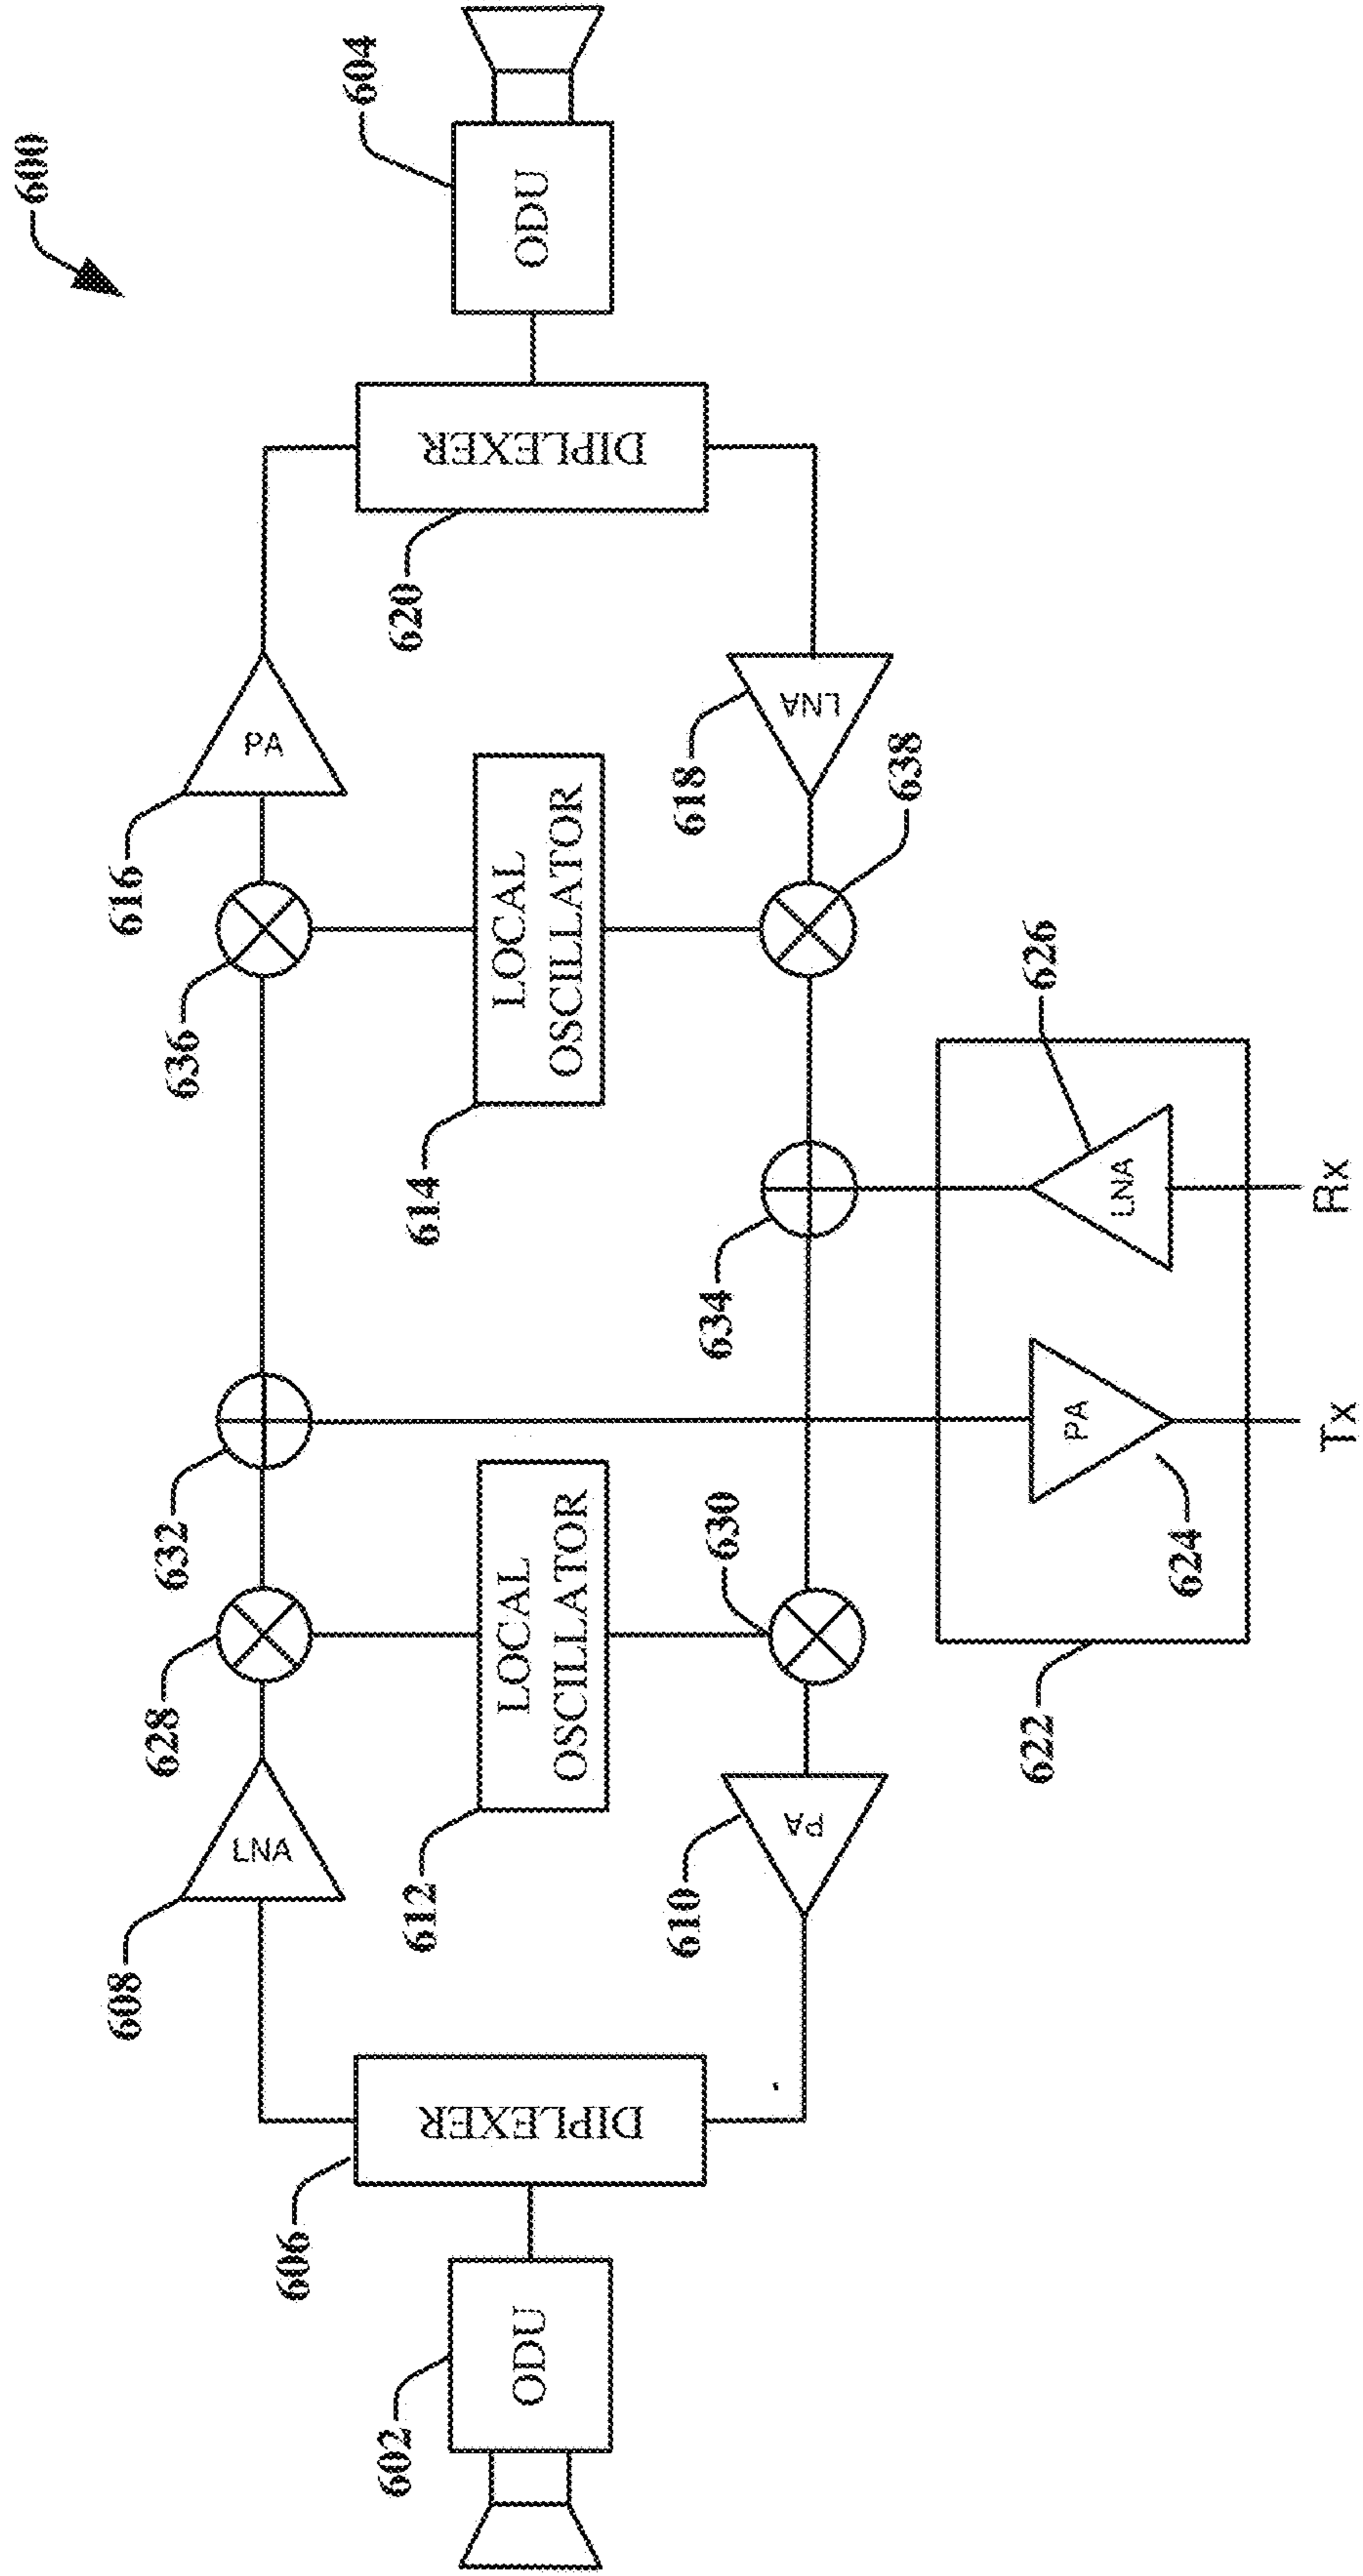 600
604
ODU
DIPLEXER
620
PA
616
LNA
618
636
638
LOCAL
OSCILLATOR
614
626
LNA
Rx
634
632
PA
624
Tx
622
LOCAL
OSCILLATOR
612
630
628
LNA
608
PA
610
DIPLEXER
606
ODU
602